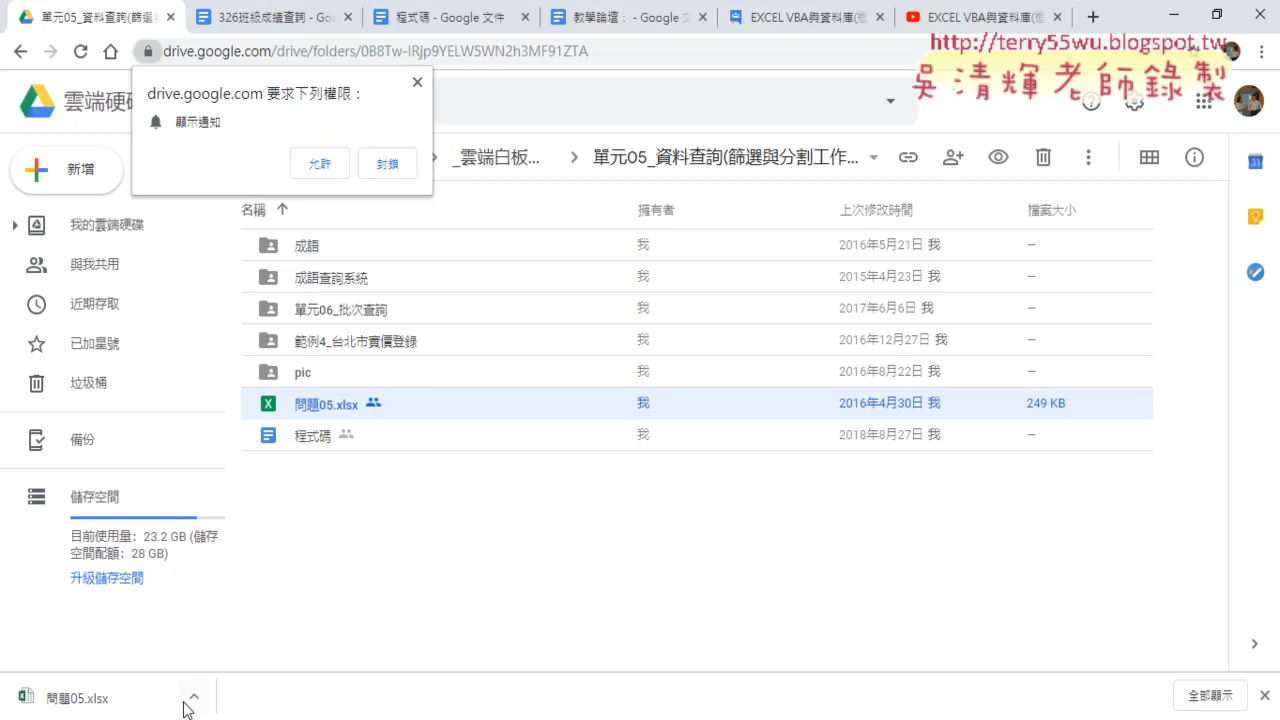 單元05_資料查詢(篩選
326班級成績查詢 - Go
程式碼 - Google 文件
教學論壇： - Google 文
EXCEL VBA與資料庫(進
EXCEL VBA與資料庫(進
drive.google.com/drive/folders/0B8Tw-IRjp9YELW5WN2h3MF91ZTA
http://terry55wu.blogspot.tw
吳清輝老師錄製
雲端硬碟
drive.google.com 要求下列權限：
顯示通知
允許
封鎖
新增
_雲端白板...
單元05_資料查詢(篩選與分割工作...
31
名稱
擁有者
上次修改時間
檔案大小
我的雲端硬碟
與我共用
近期存取
已加星號
垃圾桶
備份
儲存空間
目前使用量：23.2 GB (儲存
空間配額：28 GB)
升級儲存空間
成語 我 2016年5月21日 我 –
成語查詢系統 我 2015年4月23日 我 –
單元06_批次查詢 我 2017年6月6日 我 –
範例4_台北市實價登錄 我 2016年12月27日 我 –
pic 我 2016年8月22日 我 –
X 問題05.xlsx 我 2016年4月30日 我 249 KB
程式碼 我 2018年8月27日 我 –
問題05.xlsx
全部顯示